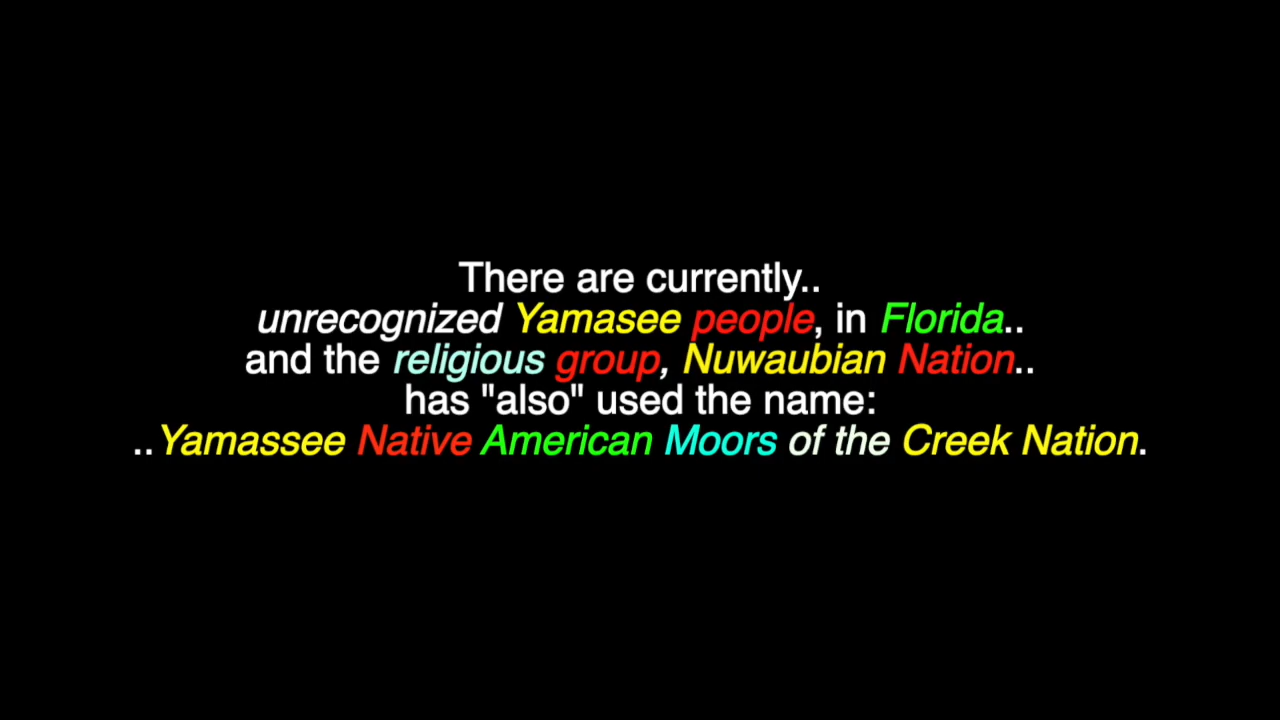 There are currently..
unrecognized Yamasee people, in Florida..
and the religious group, Nuwaubian Nation..
has "also" used the name:
..Yamassee Native American Moors of the Creek Nation.